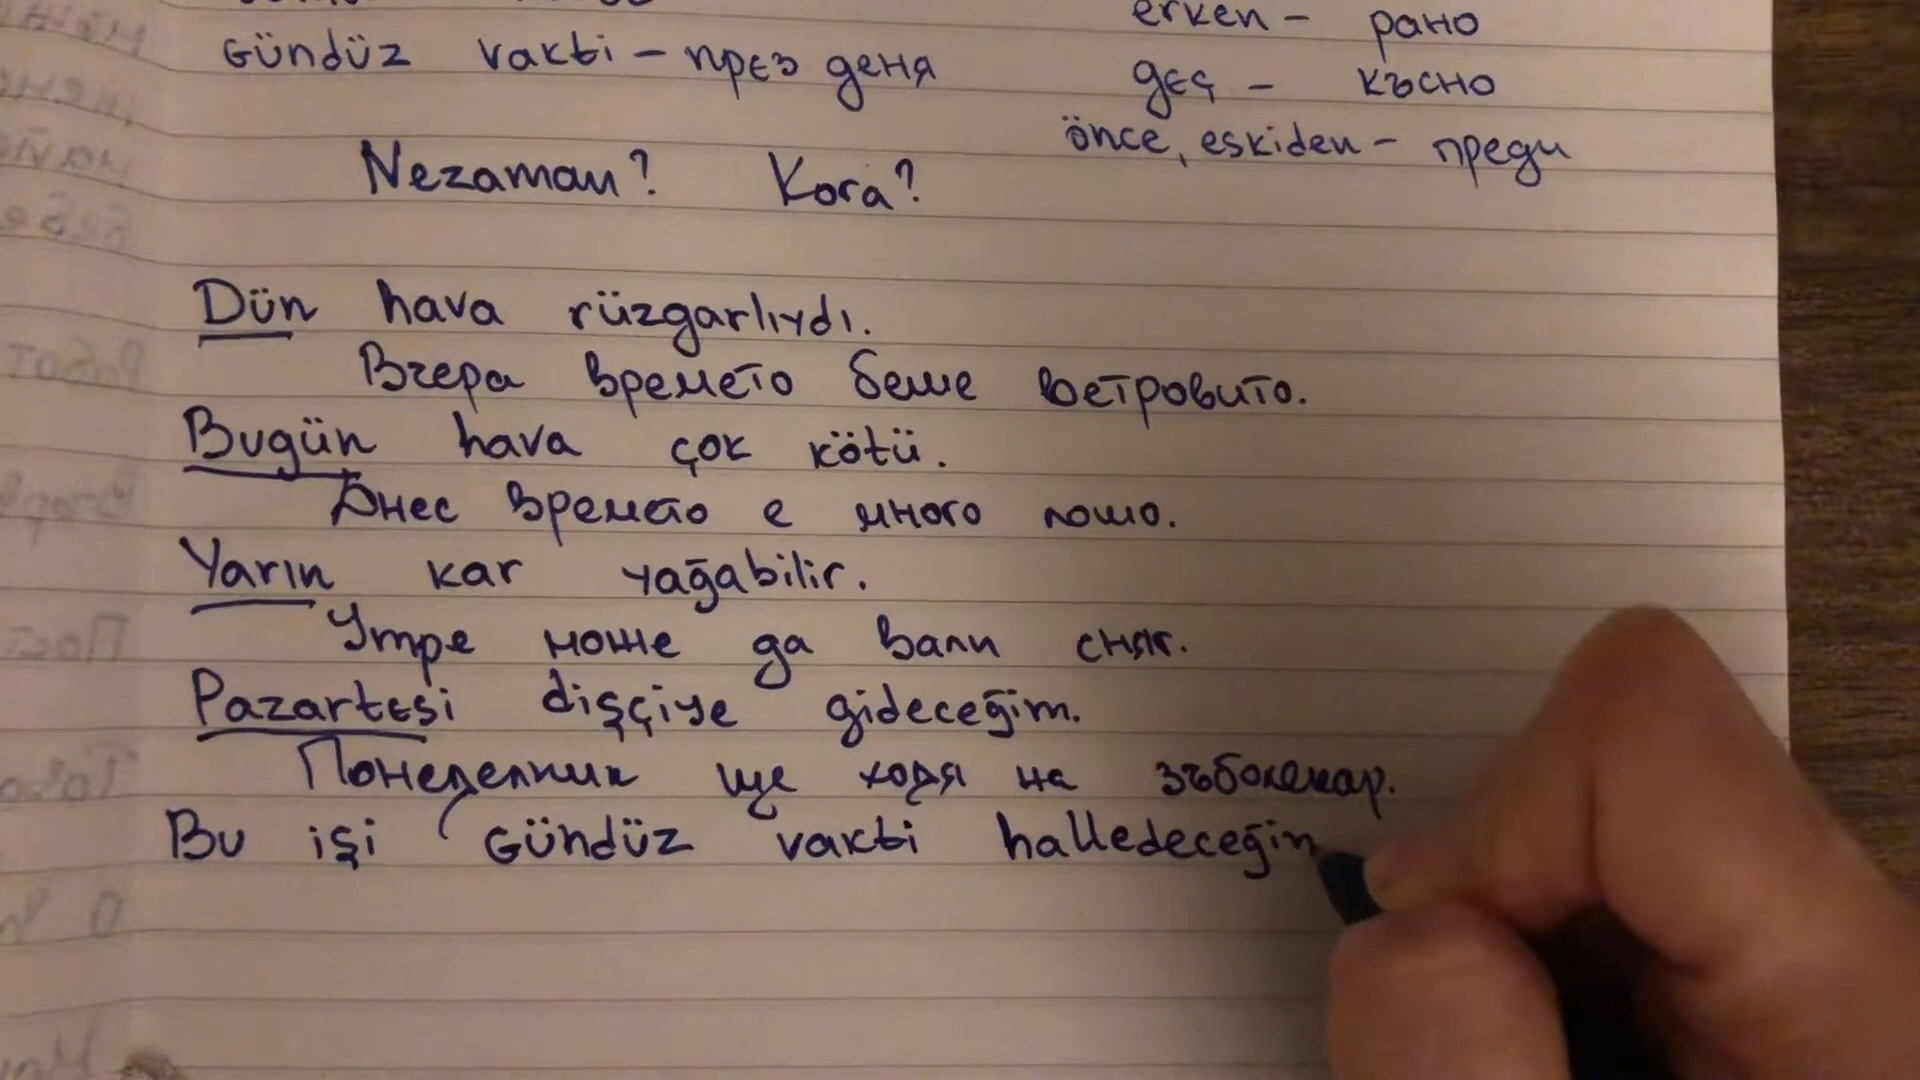 Gündüz vakti – през деня
erken – рано
geç – късно
önce, eskiden – преди
Nezaman? Кога?
Dün hava rüzgarlıydı.
Вчера времето беше ветровито.
Bugün hava çok kötü.
Днес времето е много лошо.
Yarın kar yağabilir.
Утре може да вали сняг.
Pazartesi dişçiye gideceğim.
Понеделник ще ходя на зъболекар.
Bu işi Gündüz vakti halledeceğim